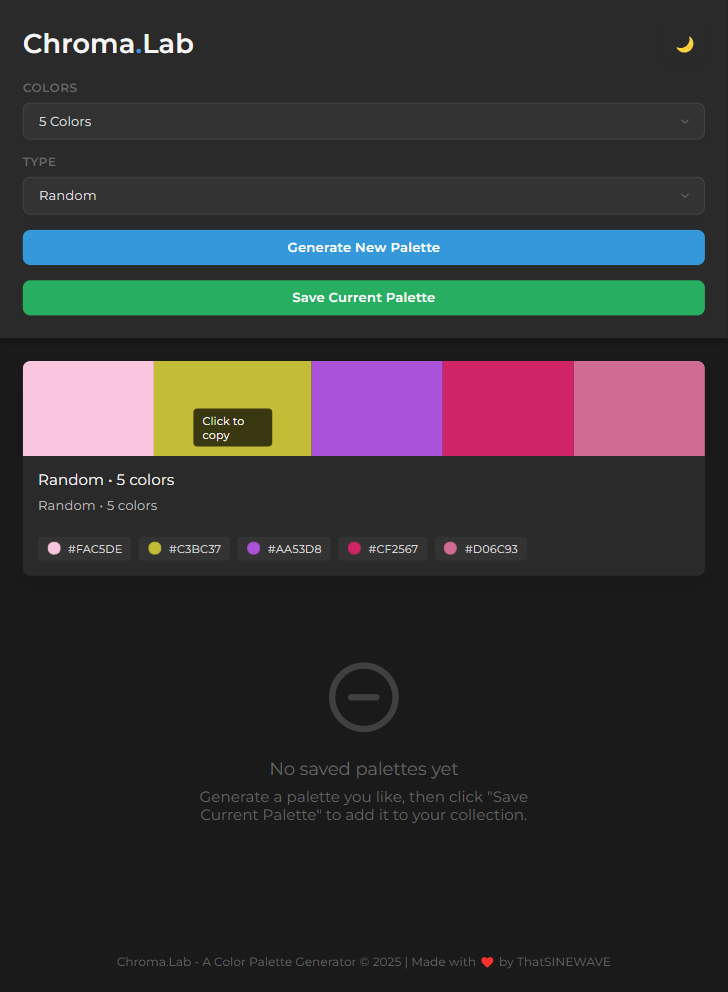 Chroma.Lab
COLORS
5 Colors
TYPE
Random
Generate New Palette
Save Current Palette
Click to
copy
Random • 5 colors
Random • 5 colors
#FAC5DE #C3BC37 #AA53D8 #CF2567 #D06C93
No saved palettes yet
Generate a palette you like, then click "Save
Current Palette" to add it to your collection.
Chroma.Lab - A Color Palette Generator © 2025 | Made with ❤️ by ThatSINEWAVE